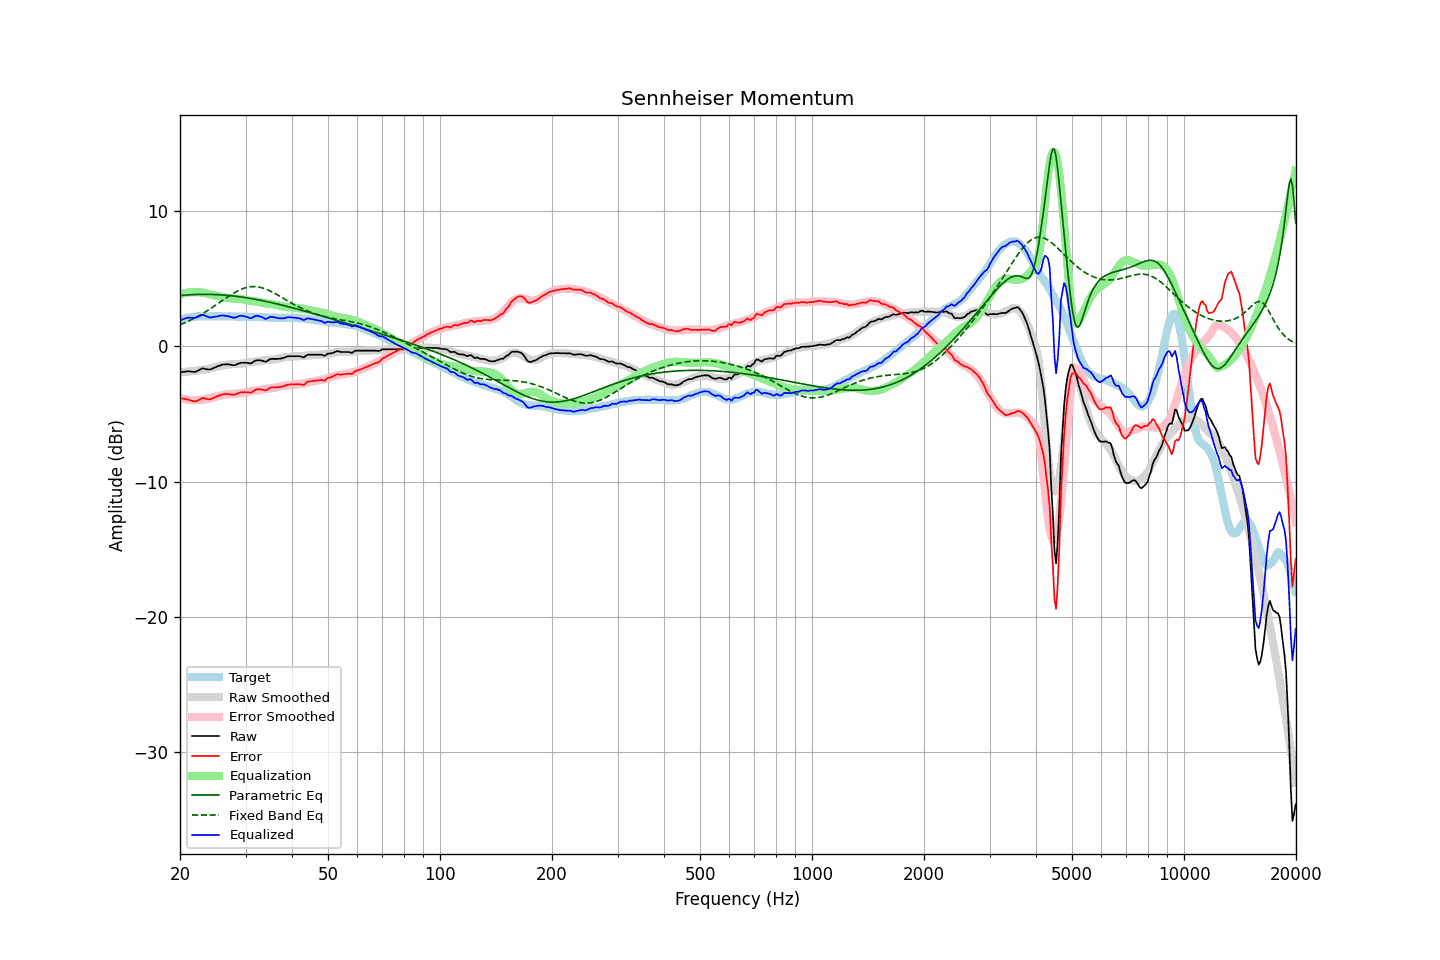 Sennheiser Momentum
Amplitude (dBr)
10
0
−10
−20
−30
Target
Raw Smoothed
Error Smoothed
Raw
Error
Equalization
Parametric Eq
Fixed Band Eq
Equalized
20 50 100 200 500 1000 2000 5000 10000 20000
Frequency (Hz)